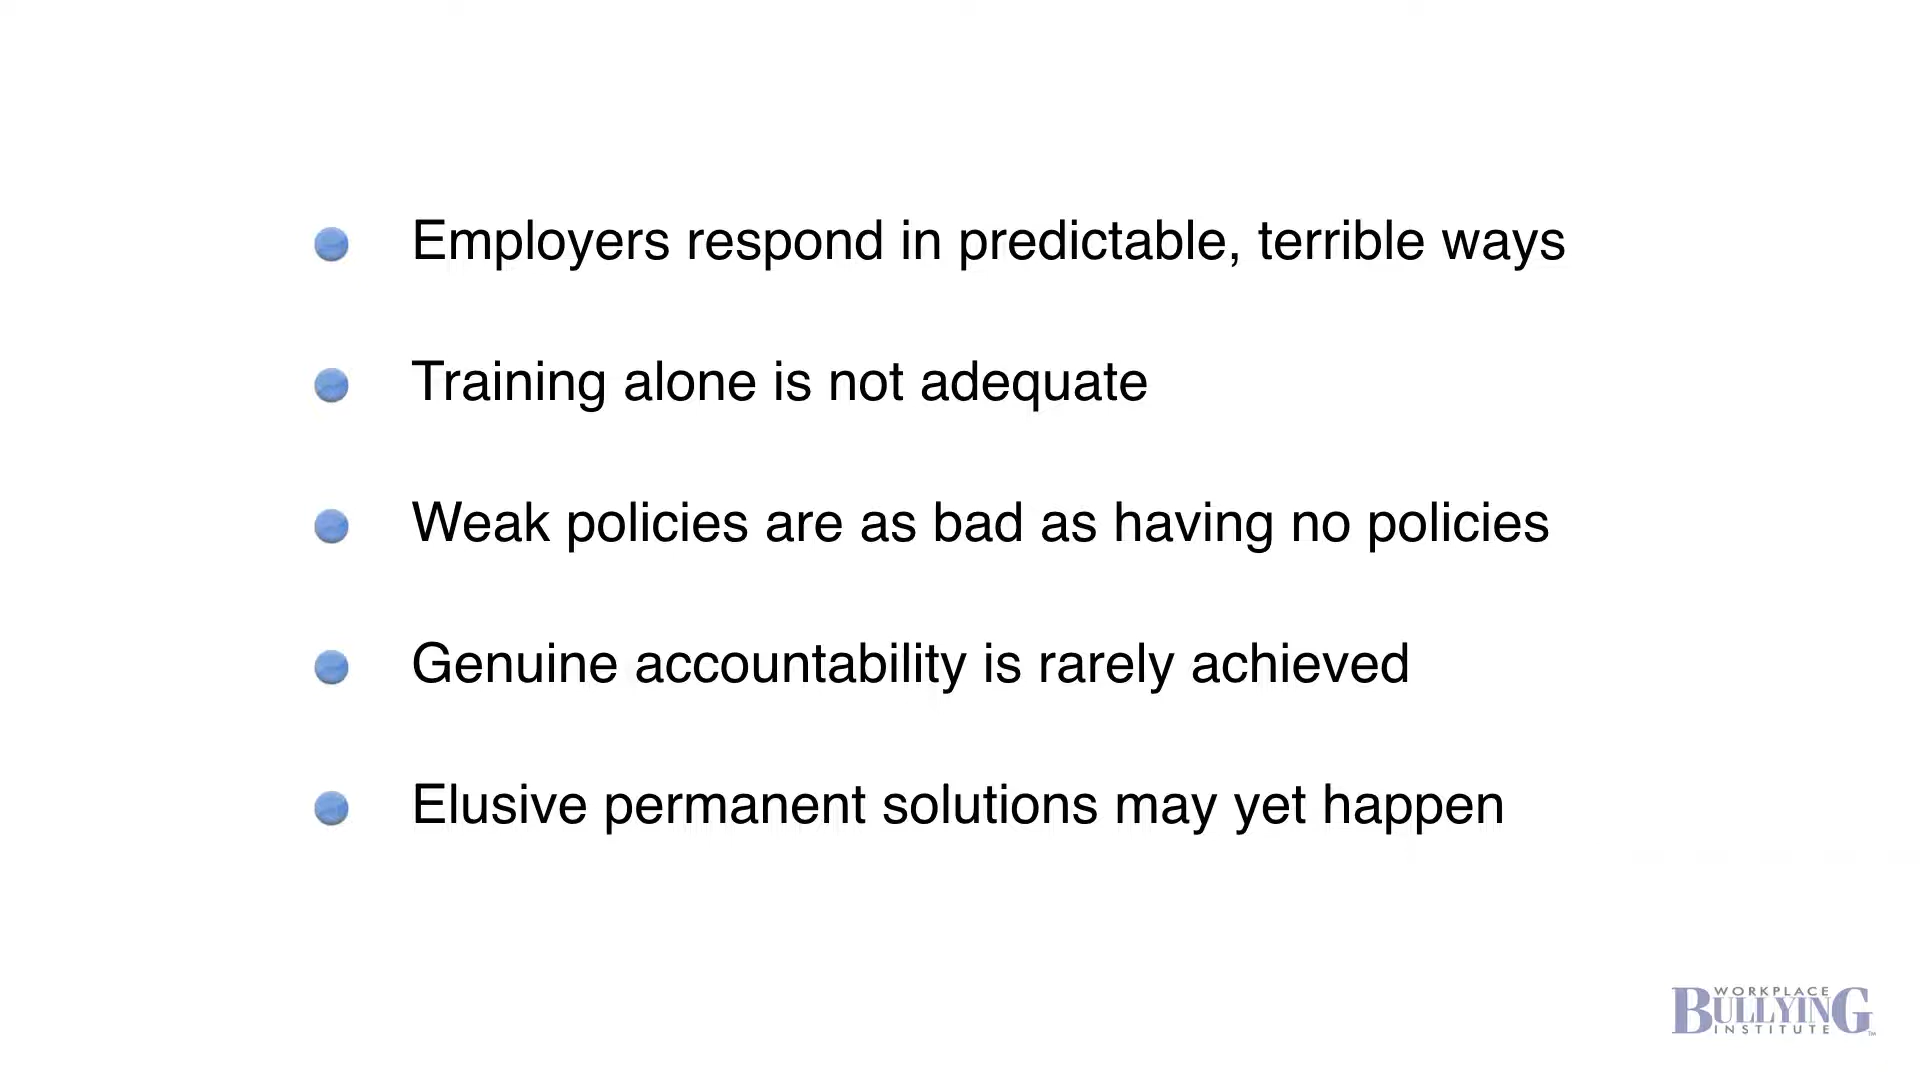 Employers respond in predictable, terrible ways
Training alone is not adequate
Weak policies are as bad as having no policies
Genuine accountability is rarely achieved
Elusive permanent solutions may yet happen
WORKPLACE
BULLYING
INSTITUTE™